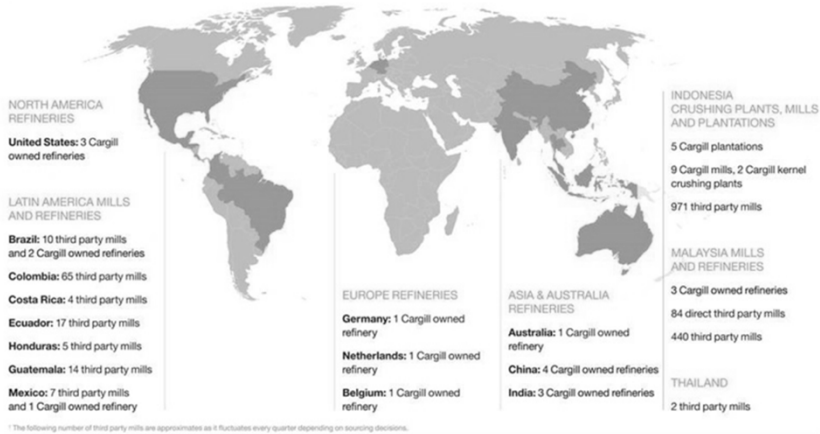 NORTH AMERICA
REFINERIES
United States: 3 Cargill
owned refineries
LATIN AMERICA MILLS
AND REFINERIES
Brazil: 10 third party mills
and 2 Cargill owned refineries
Colombia: 65 third party mills
Costa Rica: 4 third party mills
Ecuador: 17 third party mills
Honduras: 5 third party mills
Guatemala: 14 third party mills
Mexico: 7 third party mills
and 1 Cargill owned refinery
EUROPE REFINERIES
Germany: 1 Cargill owned
refinery
Netherlands: 1 Cargill owned
refinery
Belgium: 1 Cargill owned
refinery
ASIA & AUSTRALIA
REFINERIES
Australia: 1 Cargill owned
refinery
China: 4 Cargill owned refineries
India: 3 Cargill owned refineries
INDONESIA
CRUSHING PLANTS, MILLS
AND PLANTATIONS
5 Cargill plantations
9 Cargill mills, 2 Cargill kernel
crushing plants
971 third party mills
MALAYSIA MILLS
AND REFINERIES
3 Cargill owned refineries
84 direct third party mills
440 third party mills
THAILAND
2 third party mills
* The following number of third party mills are approximates as it fluctuates every quarter depending on sourcing decisions.